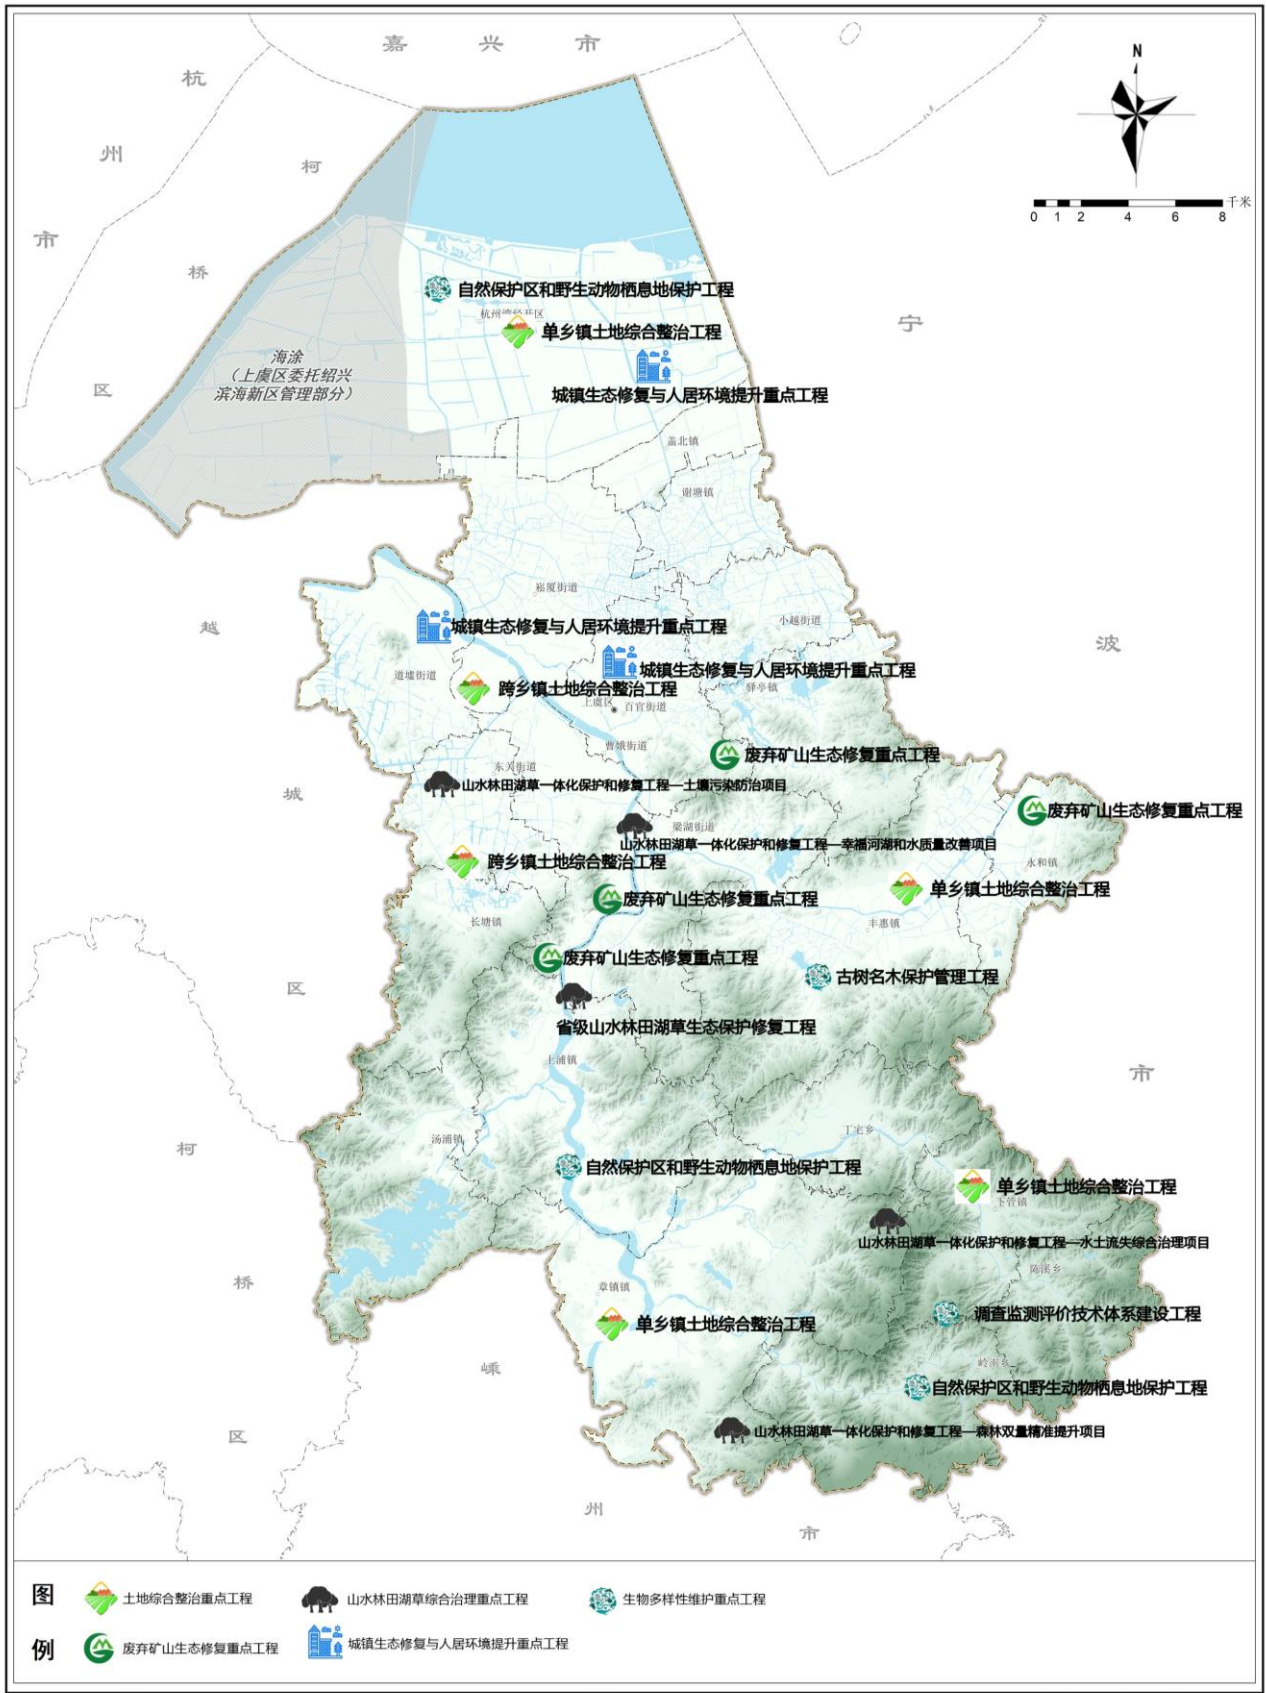 嘉兴市
N
杭州市
柯桥区
千米
0 1 2 4 6 8
自然保护区和野生动物栖息地保护工程
杭州湾经开区
单乡镇土地综合整治工程
宁波市
海涂
（上虞区委托绍兴
滨海新区管理部分）
城镇生态修复与人居环境提升重点工程
盖北镇
谢塘镇
崧厦街道
小越街道
越城区
城镇生态修复与人居环境提升重点工程
城镇生态修复与人居环境提升重点工程
道墟街道
跨乡镇土地综合整治工程
驿亭镇
上虞区
百官街道
曹娥街道
废弃矿山生态修复重点工程
东关街道
山水林田湖草一体化保护和修复工程—土壤污染防治项目
废弃矿山生态修复重点工程
梁湖街道
山水林田湖草一体化保护和修复工程—幸福河湖和水质量改善项目
跨乡镇土地综合整治工程
永和镇
单乡镇土地综合整治工程
废弃矿山生态修复重点工程
长塘镇
丰惠镇
废弃矿山生态修复重点工程
古树名木保护管理工程
省级山水林田湖草生态保护修复工程
上浦镇
丁宅乡
汤浦镇
柯桥区
自然保护区和野生动物栖息地保护工程
单乡镇土地综合整治工程
下管镇
山水林田湖草一体化保护和修复工程—水土流失综合治理项目
陈溪乡
章镇镇
调查监测评价技术体系建设工程
单乡镇土地综合整治工程
岭南乡
自然保护区和野生动物栖息地保护工程
山水林田湖草一体化保护和修复工程—森林双量精准提升项目
嵊州市
图例
土地综合整治重点工程
山水林田湖草综合治理重点工程
生物多样性维护重点工程
废弃矿山生态修复重点工程
城镇生态修复与人居环境提升重点工程